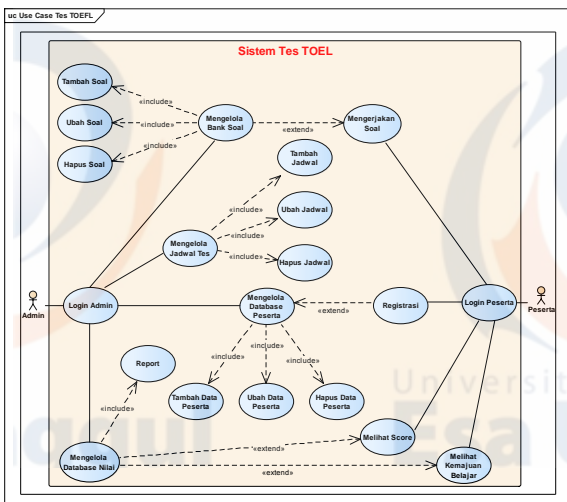 uc Use Case Tes TOEFL
Sistem Tes TOEL
Tambah Soal
«include»
Ubah Soal
«include»
Hapus Soal
«include»
Mengelola
Bank Soal
«extend»
Mengerjakan
Soal
Tambah
Jadwal
«include»
Ubah Jadwal
«include»
Mengelola
Jadwal Tes
«include»
Hapus Jadwal
Admin
Login Admin
Mengelola
Database
Peserta
«extend»
Registrasi
Login Peserta
Peserta
Report
«include»
«include»
«include»
«include»
Tambah Data
Peserta
Ubah Data
Peserta
Hapus Data
Peserta
Universit
Esa
Mengelola
Database Nilai
«extend»
Melihat Score
«extend»
Melihat
Kemajuan
Belajar